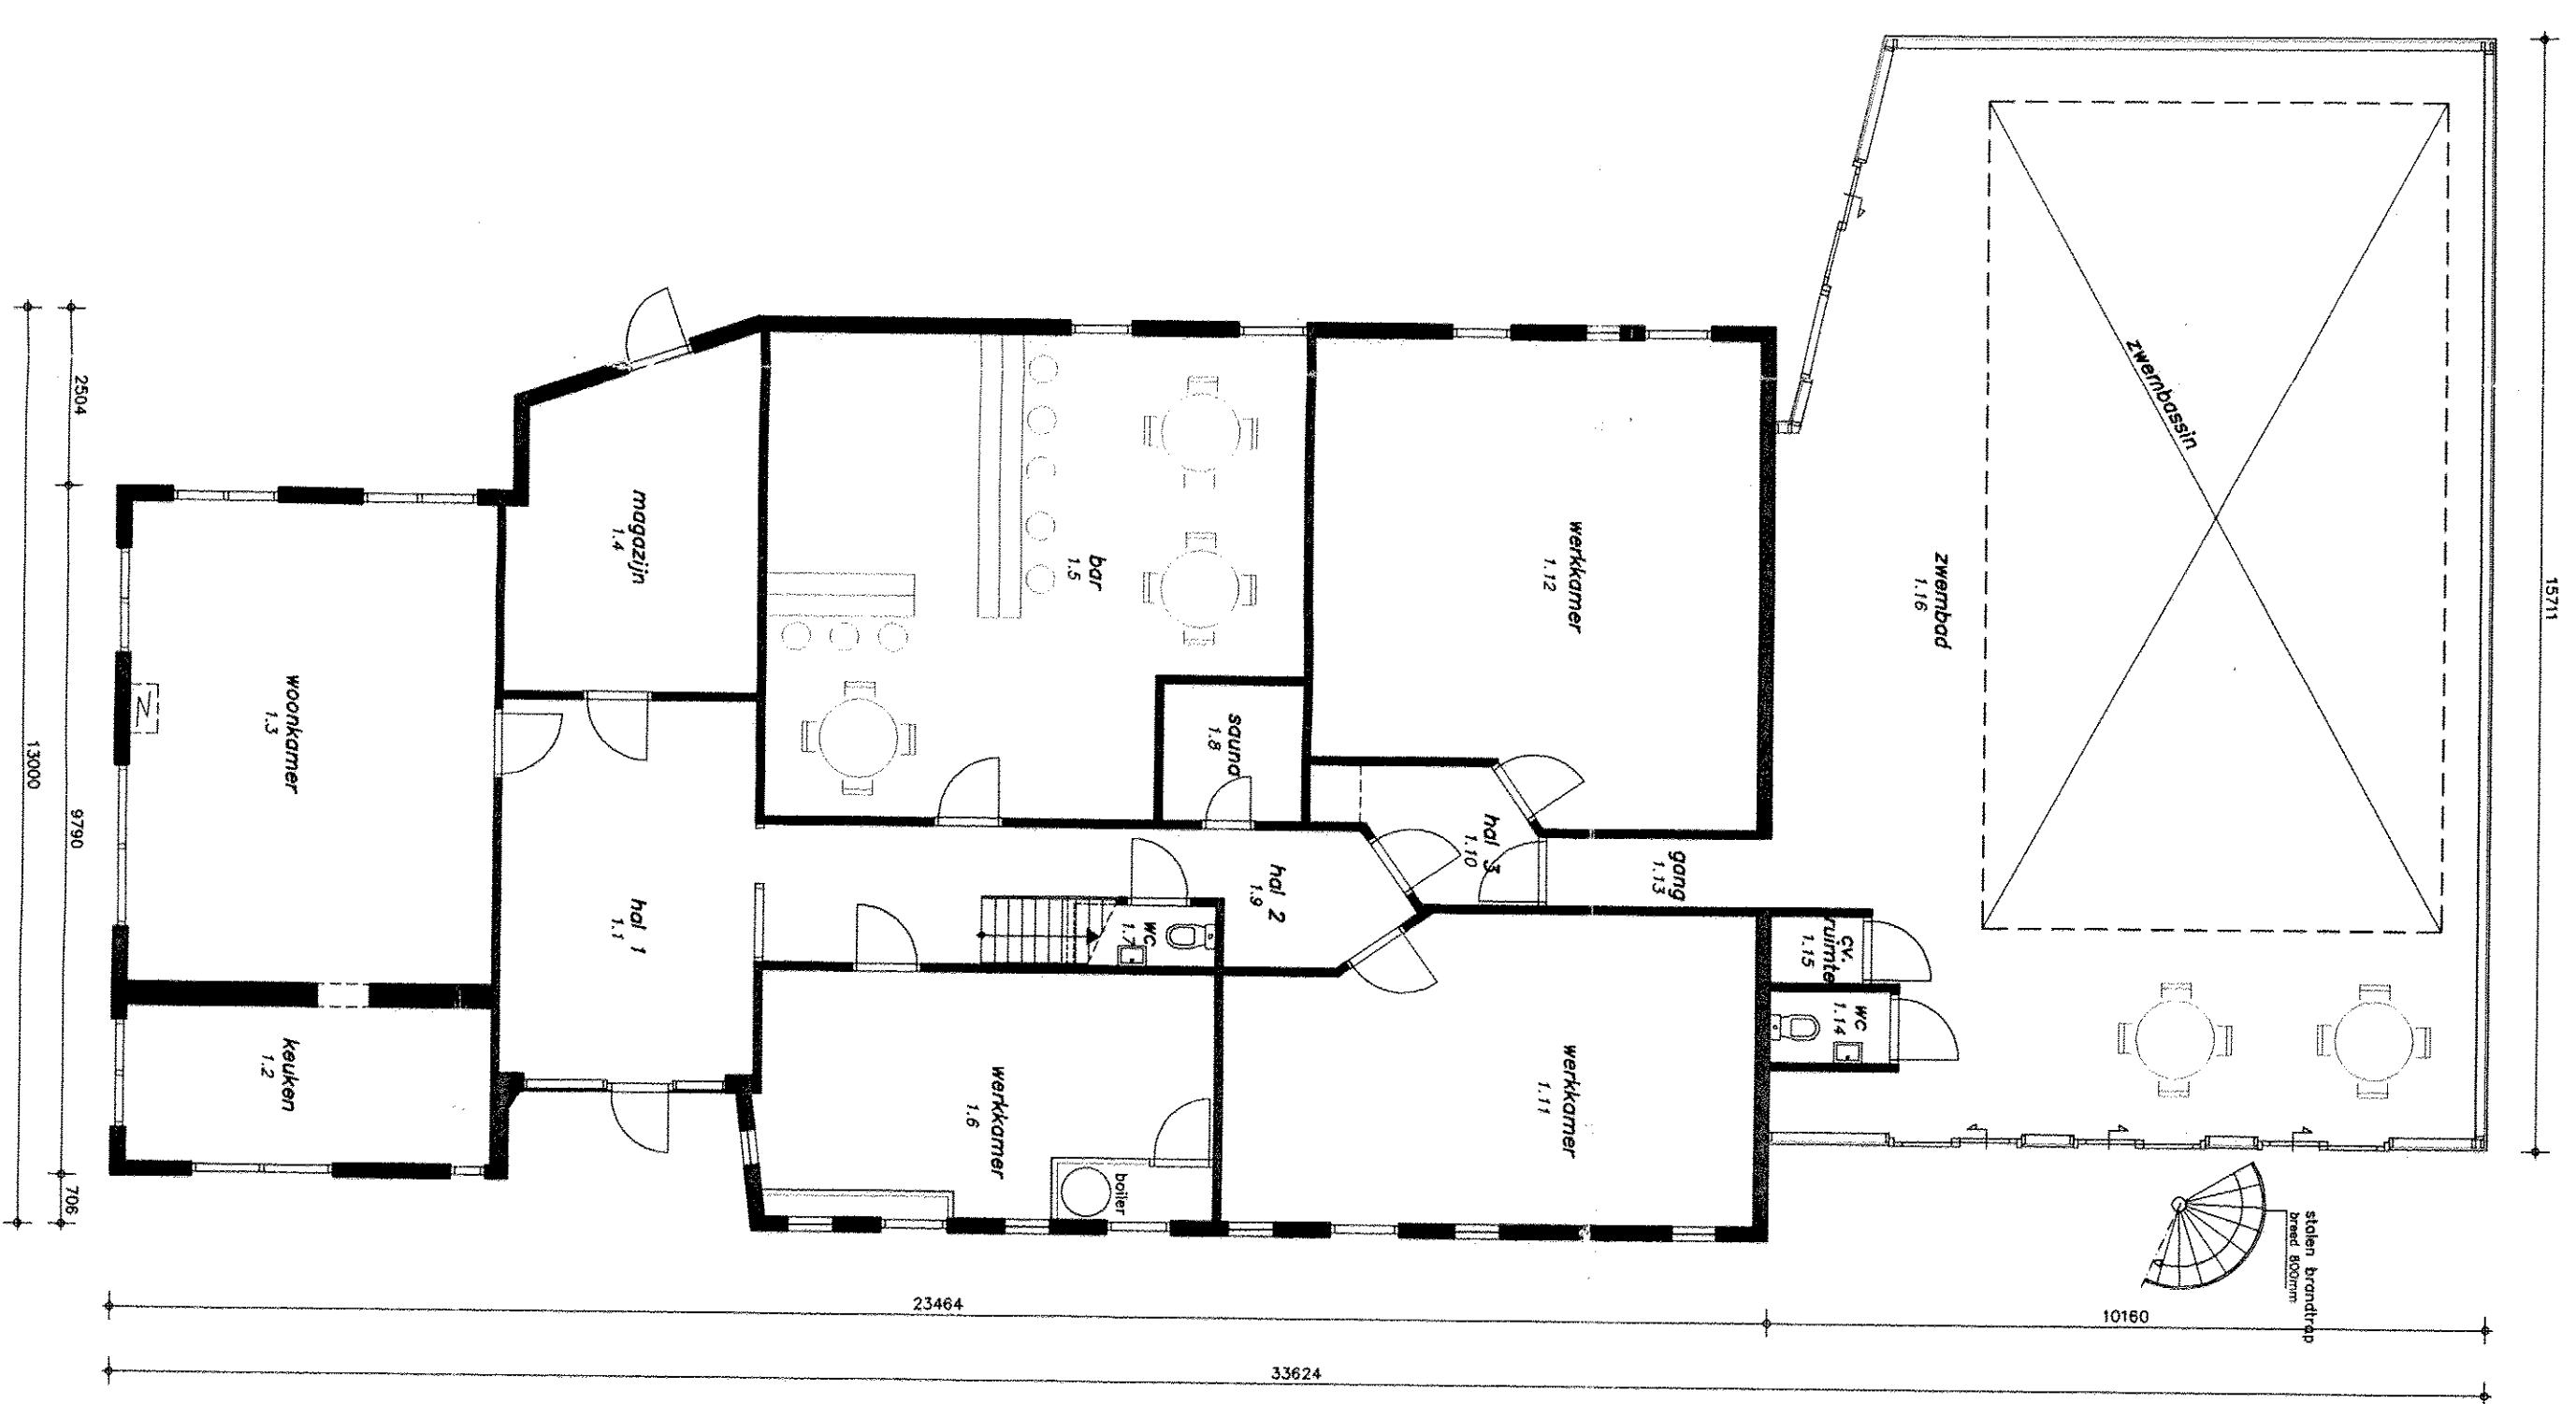 zwembassin
zwembad
1.16
15711
2504
13000
9790
706
magazijn
1.4
bar
1.5
werkkamer
1.12
woonkamer
1.3
sauna
1.8
hal 3
1.10
gang
1.13
hal 1
1.1
hal 2
1.9
wc
1.7
cv.
ruimte
1.15
wc
1.14
keuken
1.2
werkkamer
1.6
boiler
werkkamer
1.11
stalen brandtrap
breed 800mm
23464
10160
33624